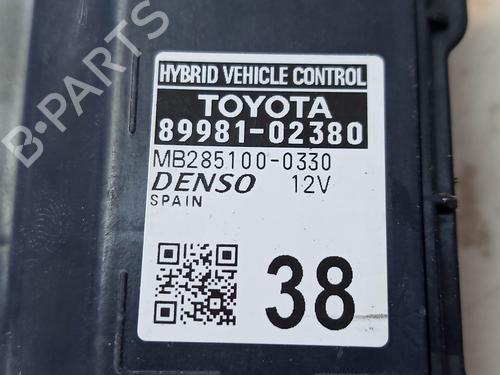 B-PARTS
HYBRID VEHICLE CONTROL
TOYOTA
89981-02380
MB285100-0330
DENSO 12V
SPAIN
38